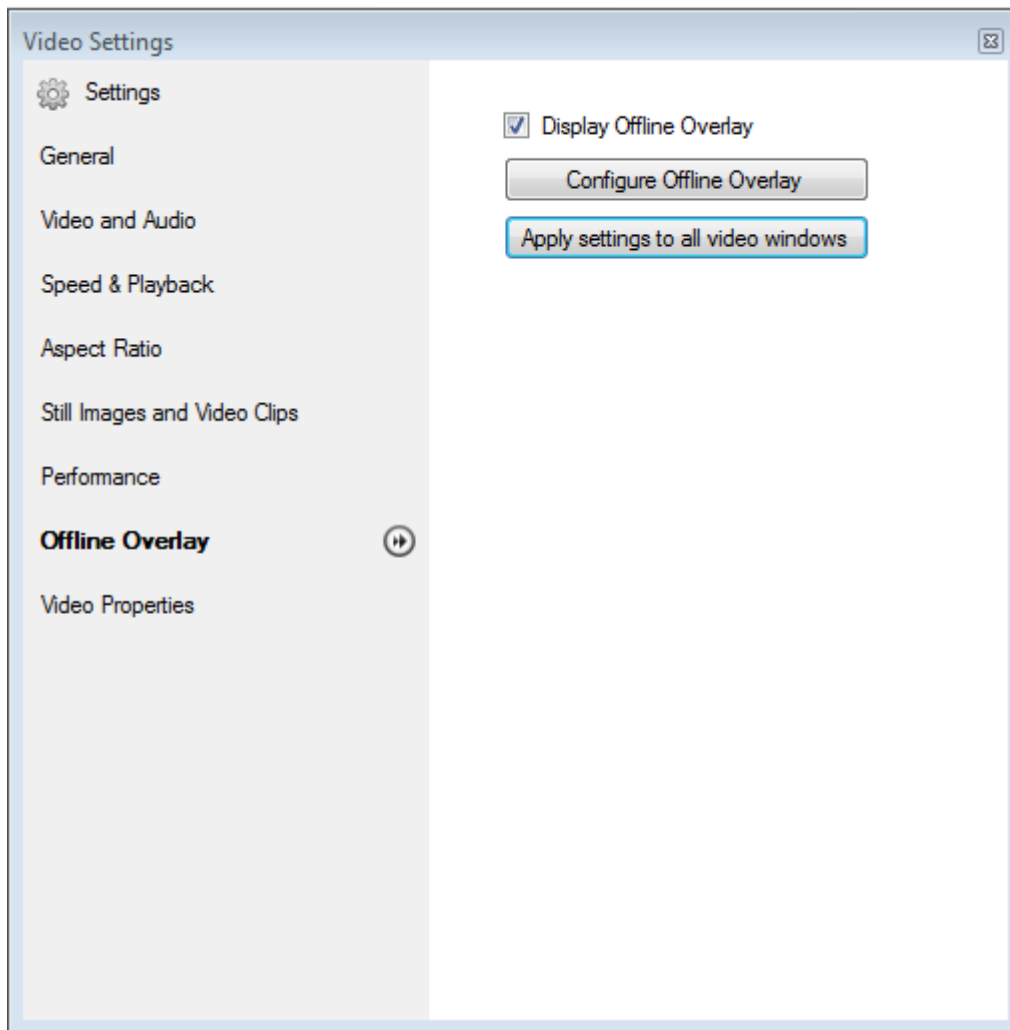 Video Settings
Settings
General
Video and Audio
Speed & Playback
Aspect Ratio
Still Images and Video Clips
Performance
Offline Overlay
Video Properties
Display Offline Overlay
Configure Offline Overlay
Apply settings to all video windows